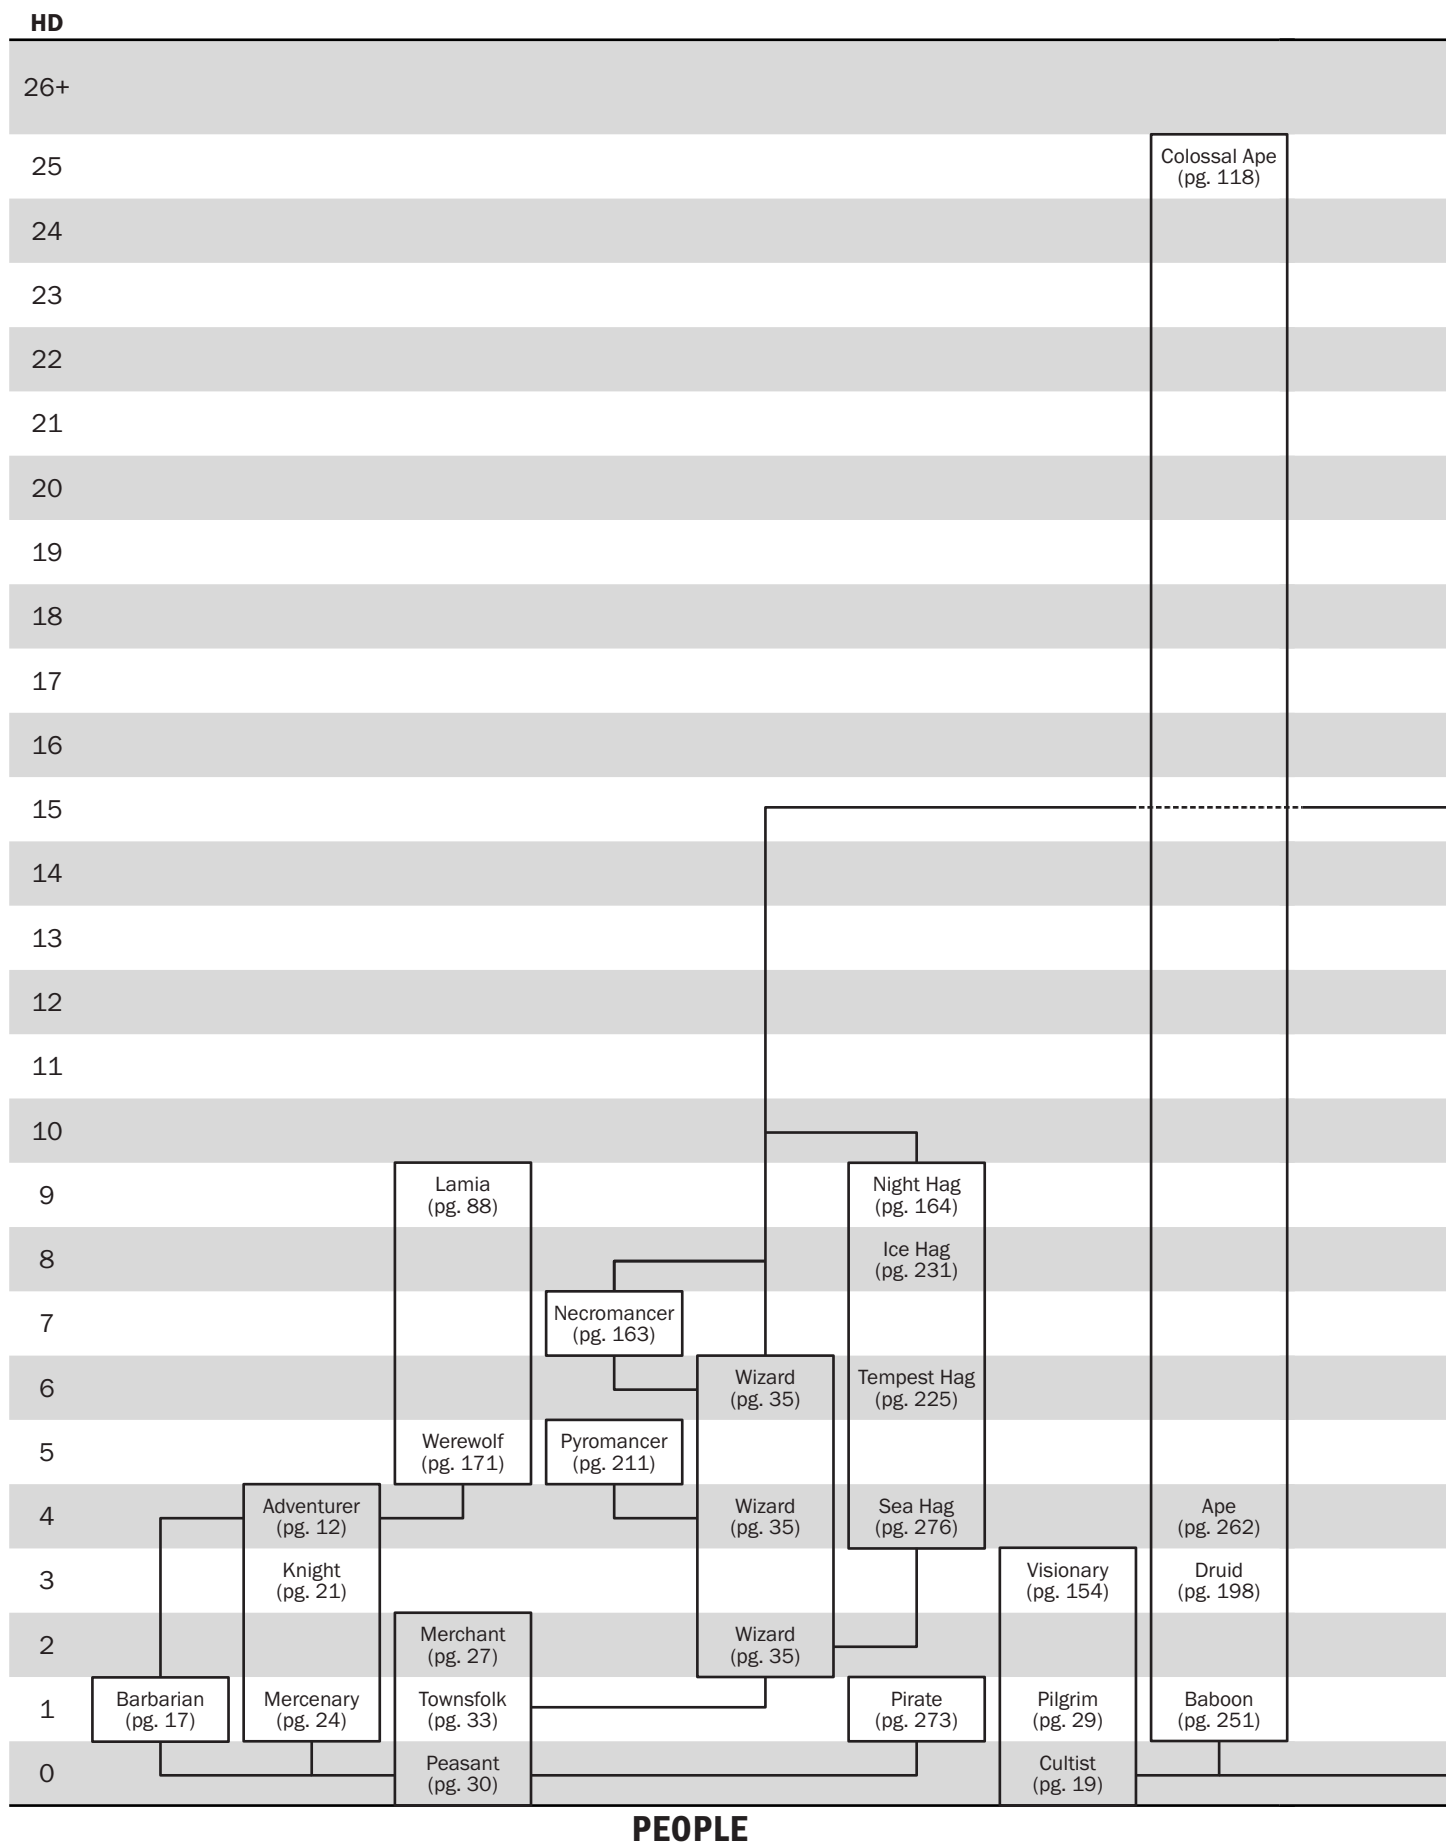 HD
26+
25
Colossal Ape
(pg. 118)
24
23
22
21
20
19
18
17
16
15
14
13
12
11
10
9
Lamia
(pg. 88)
Night Hag
(pg. 164)
8
Ice Hag
(pg. 231)
7
Necromancer
(pg. 163)
6
Wizard
(pg. 35)
Tempest Hag
(pg. 225)
5
Werewolf
(pg. 171)
Pyromancer
(pg. 211)
4
Adventurer
(pg. 12)
Wizard
(pg. 35)
Sea Hag
(pg. 276)
Ape
(pg. 262)
3
Knight
(pg. 21)
Visionary
(pg. 154)
Druid
(pg. 198)
2
Merchant
(pg. 27)
Wizard
(pg. 35)
1
Barbarian
(pg. 17)
Mercenary
(pg. 24)
Townsfolk
(pg. 33)
Pirate
(pg. 273)
Pilgrim
(pg. 29)
Baboon
(pg. 251)
0
Peasant
(pg. 30)
Cultist
(pg. 19)
PEOPLE